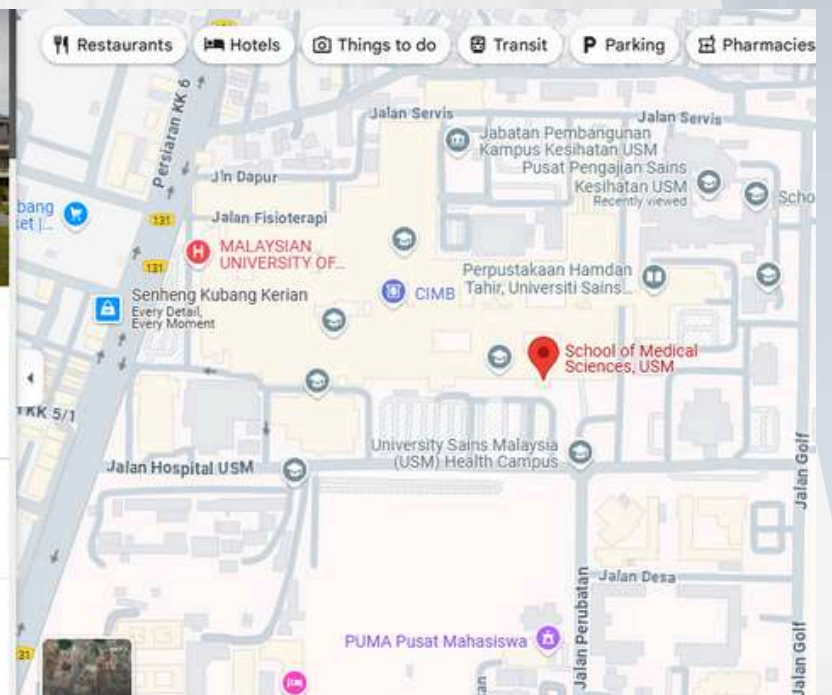 Restaurants
Hotels
Things to do
Transit
Parking
Pharmacies
Persiaran KK 6
Jalan Servis
Jalan Servis
Jabatan Pembangunan
Kampus Kesihatan USM
Pusat Pengajian Sains
Kesihatan USM
Recently viewed
Scho
Jln Dapur
bang
ket |...
131
Jalan Fisioterapi
MALAYSIAN
UNIVERSITY OF...
131
Perpustakaan Hamdan
Tahir, Universiti Sains...
CIMB
Senheng Kubang Kerian
Every Detail,
Every Moment
School of Medical
Sciences, USM
KK 5/1
University Sains Malaysia
(USM) Health Campus
Jalan Hospital USM
Jalan Golf
Jalan Desa
Jalan Perubatan
PUMA Pusat Mahasiswa
Jalan Golf
31